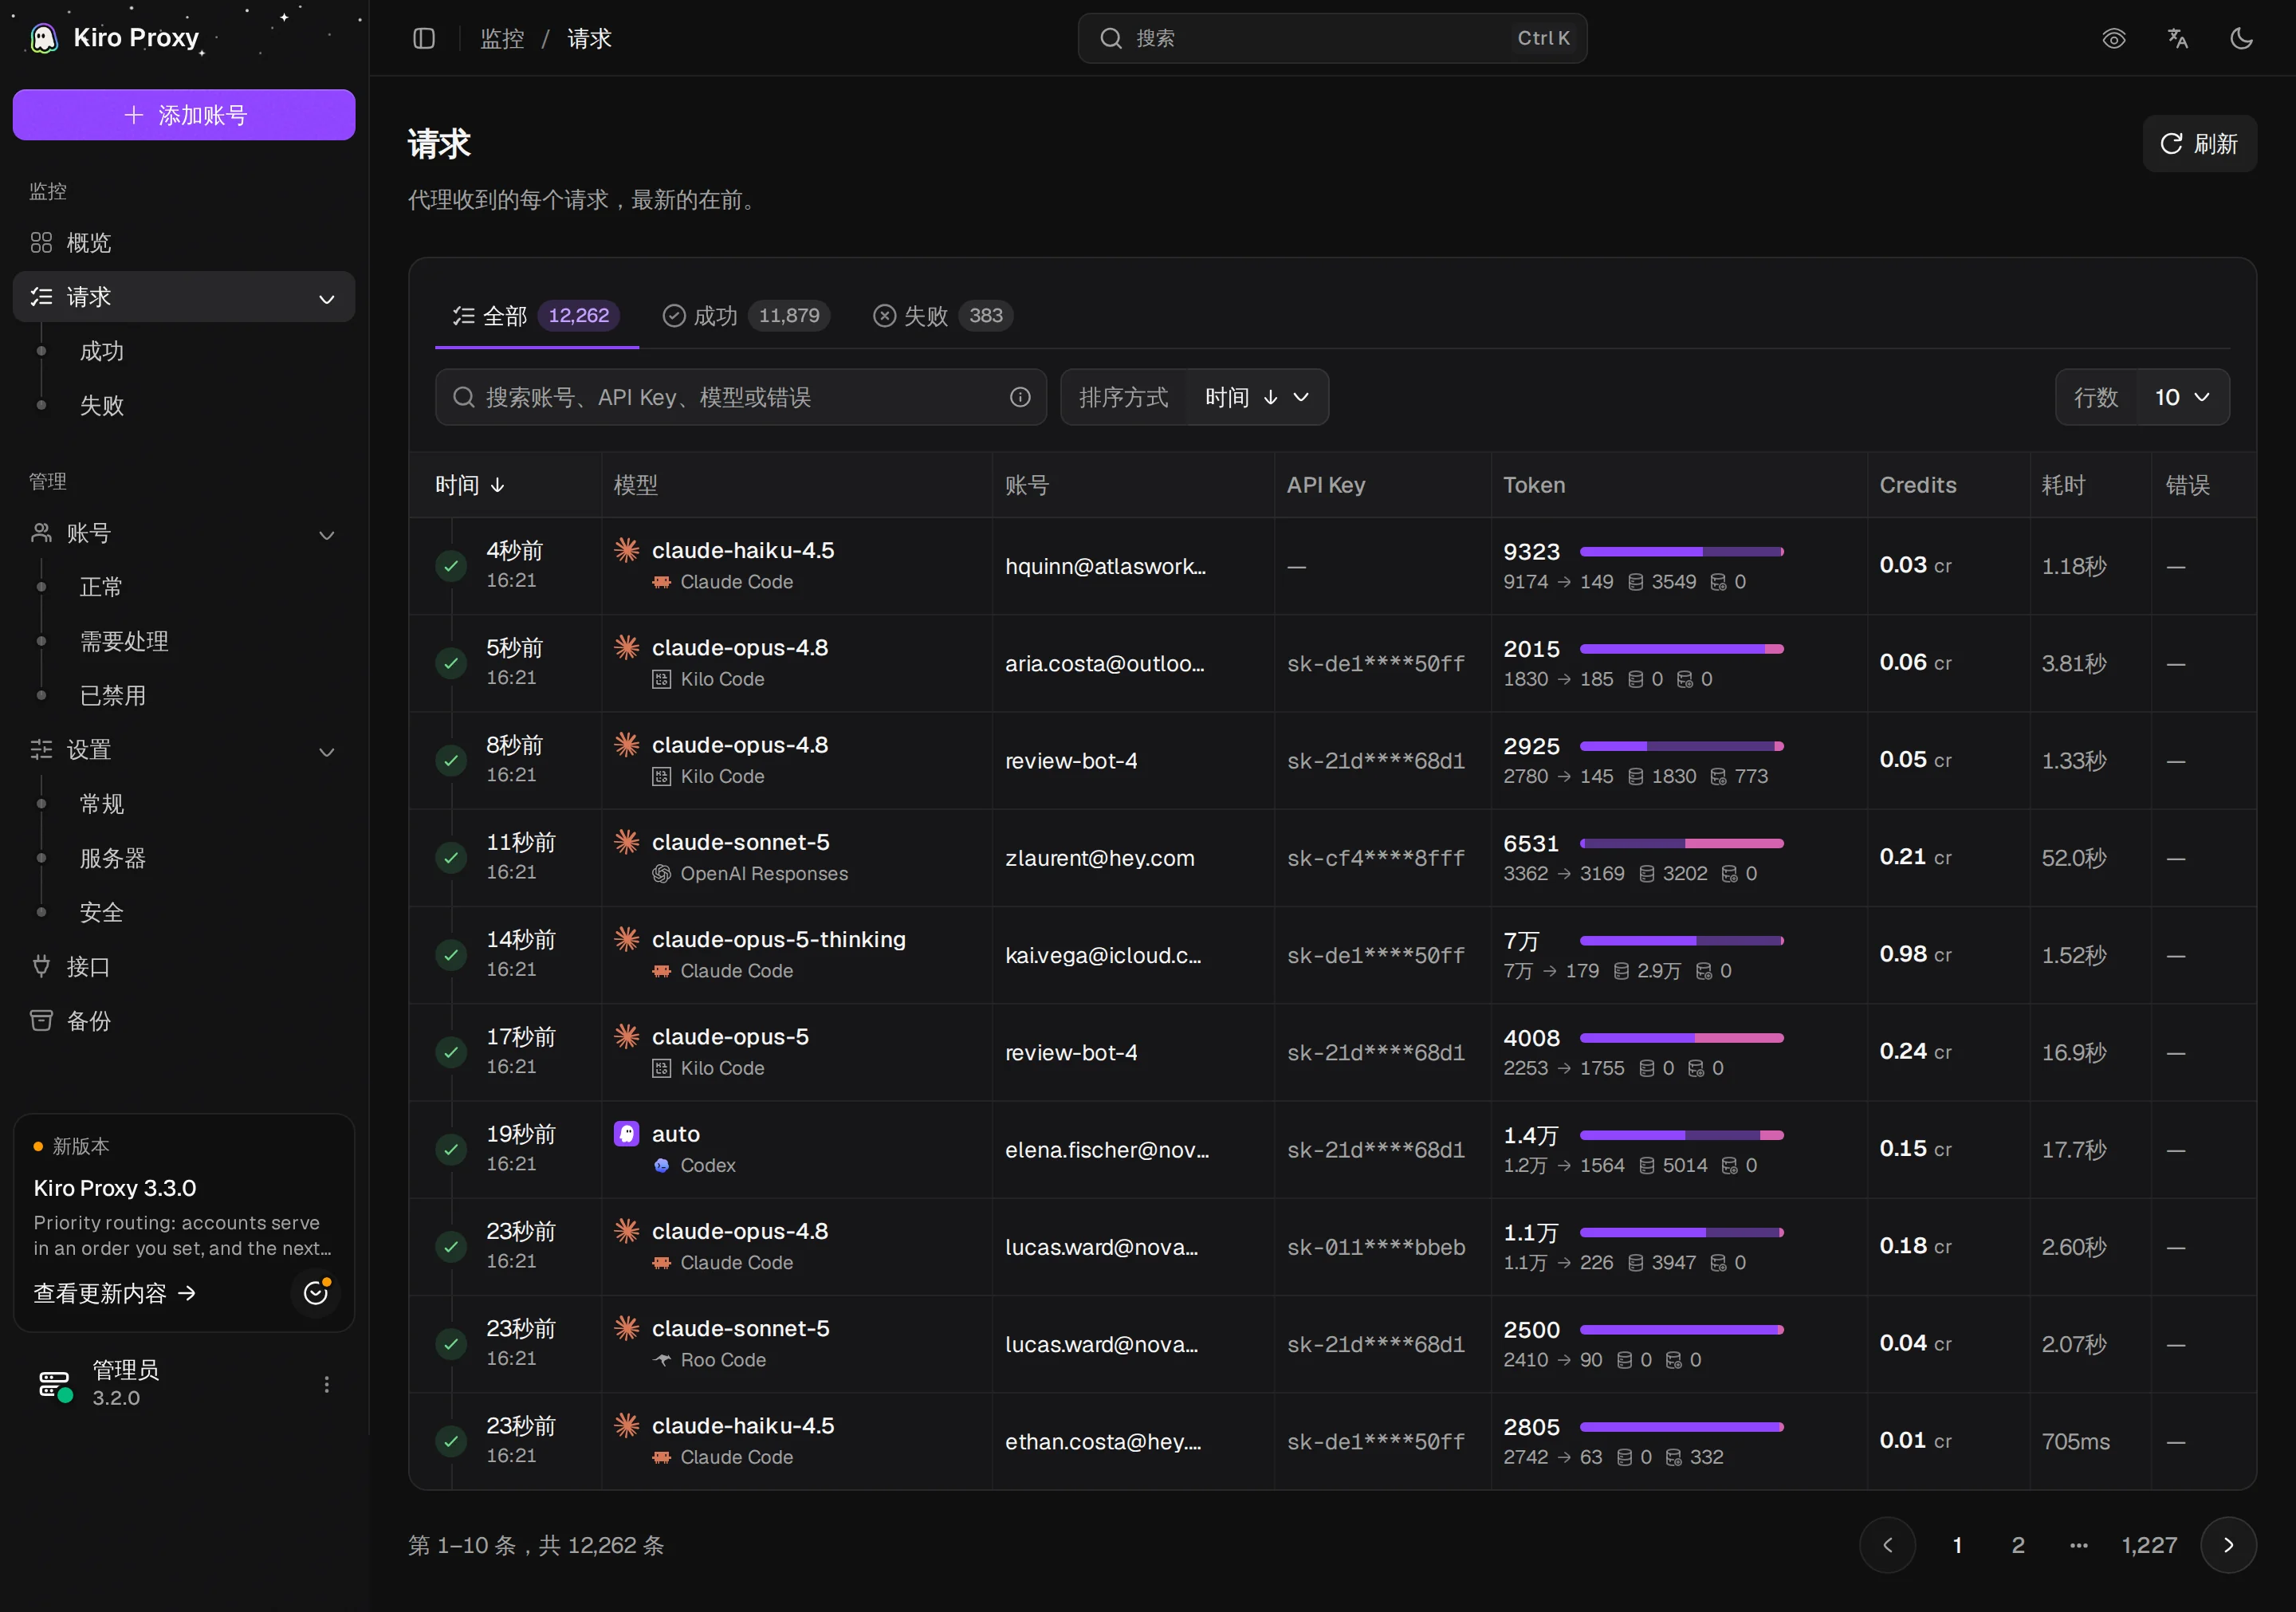 Kiro Proxy
添加账号
监控
概览
请求
成功
失败
管理
账号
正常
需要处理
已禁用
设置
常规
服务器
安全
接口
备份
新版本
Kiro Proxy 3.3.0
Priority routing: accounts serve
in an order you set, and the next...
查看更新内容
管理员
3.2.0
监控 / 请求
搜索 Ctrl K
请求
刷新
代理收到的每个请求，最新的在前。
全部 12,262 成功 11,879 失败 383
搜索账号、API Key、模型或错误 排序方式 时间 行数 10
时间 模型 账号 API Key Token Credits 耗时 错误
4秒前 claude-haiku-4.5 hquinn@atlaswork... — 9323 0.03 cr 1.18秒 —
16:21 Claude Code 9174 → 149 3549 0
5秒前 claude-opus-4.8 aria.costa@outloo... sk-de1****50ff 2015 0.06 cr 3.81秒 —
16:21 Kilo Code 1830 → 185 0 0
8秒前 claude-opus-4.8 review-bot-4 sk-21d****68d1 2925 0.05 cr 1.33秒 —
16:21 Kilo Code 2780 → 145 1830 773
11秒前 claude-sonnet-5 zlaurent@hey.com sk-cf4****8fff 6531 0.21 cr 52.0秒 —
16:21 OpenAI Responses 3362 → 3169 3202 0
14秒前 claude-opus-5-thinking kai.vega@icloud.c... sk-de1****50ff 7万 0.98 cr 1.52秒 —
16:21 Claude Code 7万 → 179 2.9万 0
17秒前 claude-opus-5 review-bot-4 sk-21d****68d1 4008 0.24 cr 16.9秒 —
16:21 Kilo Code 2253 → 1755 0 0
19秒前 auto elena.fischer@nov... sk-21d****68d1 1.4万 0.15 cr 17.7秒 —
16:21 Codex 1.2万 → 1564 5014 0
23秒前 claude-opus-4.8 lucas.ward@nova... sk-011****bbeb 1.1万 0.18 cr 2.60秒 —
16:21 Claude Code 1.1万 → 226 3947 0
23秒前 claude-sonnet-5 lucas.ward@nova... sk-21d****68d1 2500 0.04 cr 2.07秒 —
16:21 Roo Code 2410 → 90 0 0
23秒前 claude-haiku-4.5 ethan.costa@hey.... sk-de1****50ff 2805 0.01 cr 705ms —
16:21 Claude Code 2742 → 63 0 332
第 1–10 条，共 12,262 条 1 2 ... 1,227